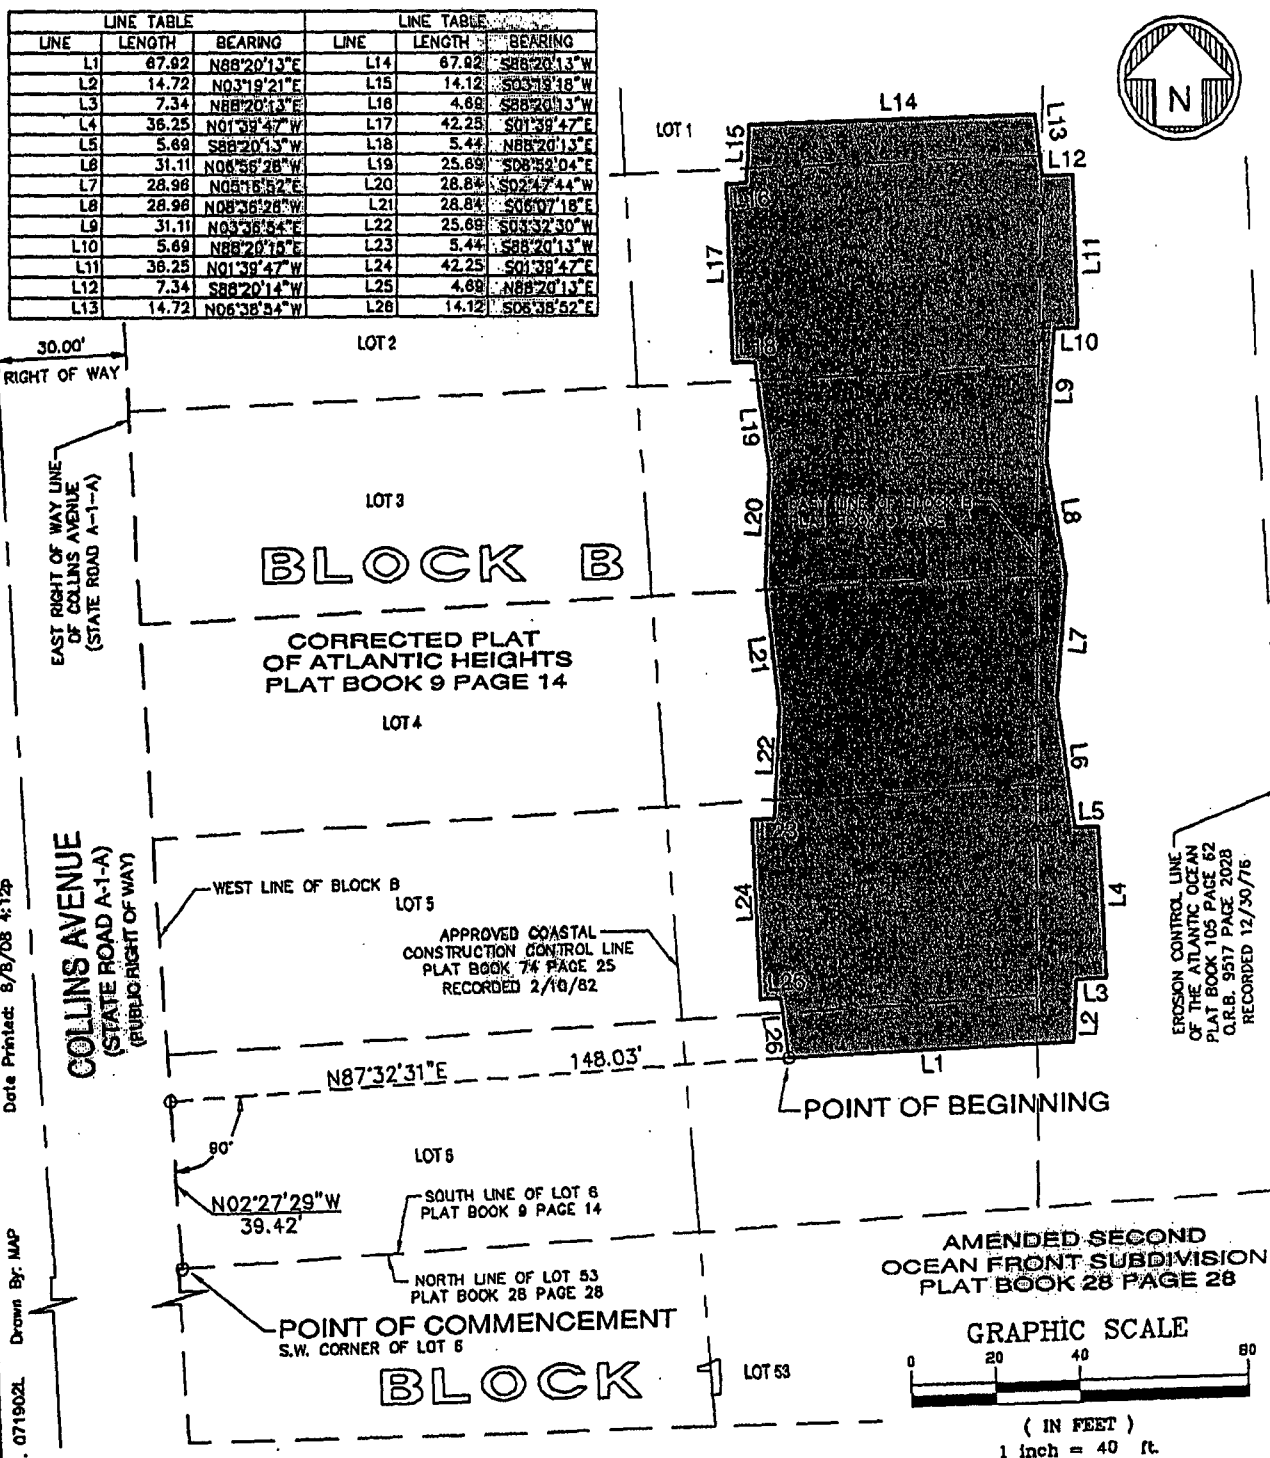 LINE TABLE LINE TABLE
LINE LENGTH BEARING LINE LENGTH BEARING
L1 67.92 N88°20'13"E L14 67.92 S88°20'13"W
L2 14.72 N03°19'21"E L15 14.12 S03°19'18"W
L3 7.34 N88°20'13"E L16 4.69 S88°20'13"W
L4 36.25 N01°39'47"W L17 42.25 S01°39'47"E
L5 5.69 S88°20'13"W L18 5.44 N88°20'13"E
L6 31.11 N06°56'28"W L19 25.69 S06°52'04"E
L7 28.96 N05°16'52"E L20 28.84 S02°47'44"W
L8 28.96 N08°36'26"W L21 28.84 S06°07'18"E
L9 31.11 N03°36'54"E L22 25.69 S03°32'30"W
L10 5.69 N88°20'15"E L23 5.44 S88°20'13"W
L11 36.25 N01°39'47"W L24 42.25 S01°39'47"E
L12 7.34 S88°20'14"W L25 4.69 N88°20'13"E
L13 14.72 N06°38'54"W L26 14.12 S06°38'52"E
N
L14
L13
L15
LOT 1
L12
L16
L17
L11
30.00'
RIGHT OF WAY
LOT 2
L18
L10
L9
L19
EAST RIGHT OF WAY LINE
OF COLLINS AVENUE
(STATE ROAD A-1-A)
LOT 3
L20
L8
BLOCK B
CORRECTED PLAT
OF ATLANTIC HEIGHTS
PLAT BOOK 9 PAGE 14
L21
L7
LOT 4
L22
L6
L5
COLLINS AVENUE
(STATE ROAD A-1-A)
(PUBLIC RIGHT OF WAY)
WEST LINE OF BLOCK B
LOT 5
L24
L4
APPROVED COASTAL
CONSTRUCTION CONTROL LINE
PLAT BOOK 74 PAGE 25
RECORDED 2/10/82
EROSION CONTROL LINE
OF THE ATLANTIC OCEAN
PLAT BOOK 105 PAGE 62
O.R.B. 9517 PAGE 2028
RECORDED 12/30/76
L3
L2
L26
L1
N87°32'31"E 148.03'
POINT OF BEGINNING
90°
LOT 6
N02°27'29"W
39.42'
SOUTH LINE OF LOT 6
PLAT BOOK 9 PAGE 14
NORTH LINE OF LOT 53
PLAT BOOK 28 PAGE 28
POINT OF COMMENCEMENT
S.W. CORNER OF LOT 6
BLOCK 1
LOT 53
AMENDED SECOND
OCEAN FRONT SUBDIVISION
PLAT BOOK 28 PAGE 28
GRAPHIC SCALE
0 20 40 80
( IN FEET )
1 inch = 40 ft.
Date Printed: 8/8/08 4:12p
Drawn By: MAP
071902L